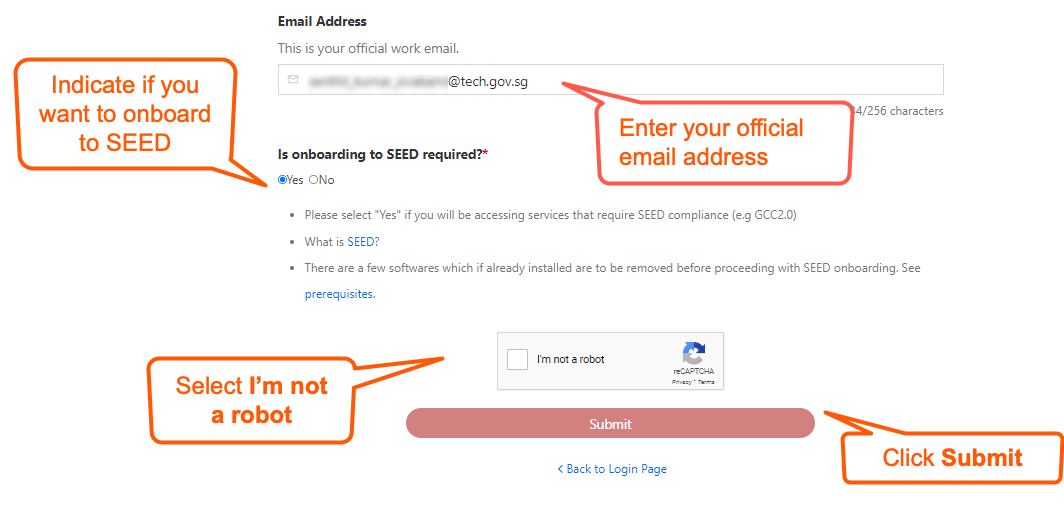 Email Address
This is your official work email.
Indicate if you
want to onboard
to SEED
@tech.gov.sg
4/256 characters
Enter your official
email address
Is onboarding to SEED required?*
Yes No
Please select "Yes" if you will be accessing services that require SEED compliance (e.g GCC2.0)
What is SEED?
There are a few softwares which if already installed are to be removed before proceeding with SEED onboarding. See
prerequisites.
I'm not a robot
reCAPTCHA
Privacy - Terms
Select I'm not
a robot
Submit
Click Submit
< Back to Login Page